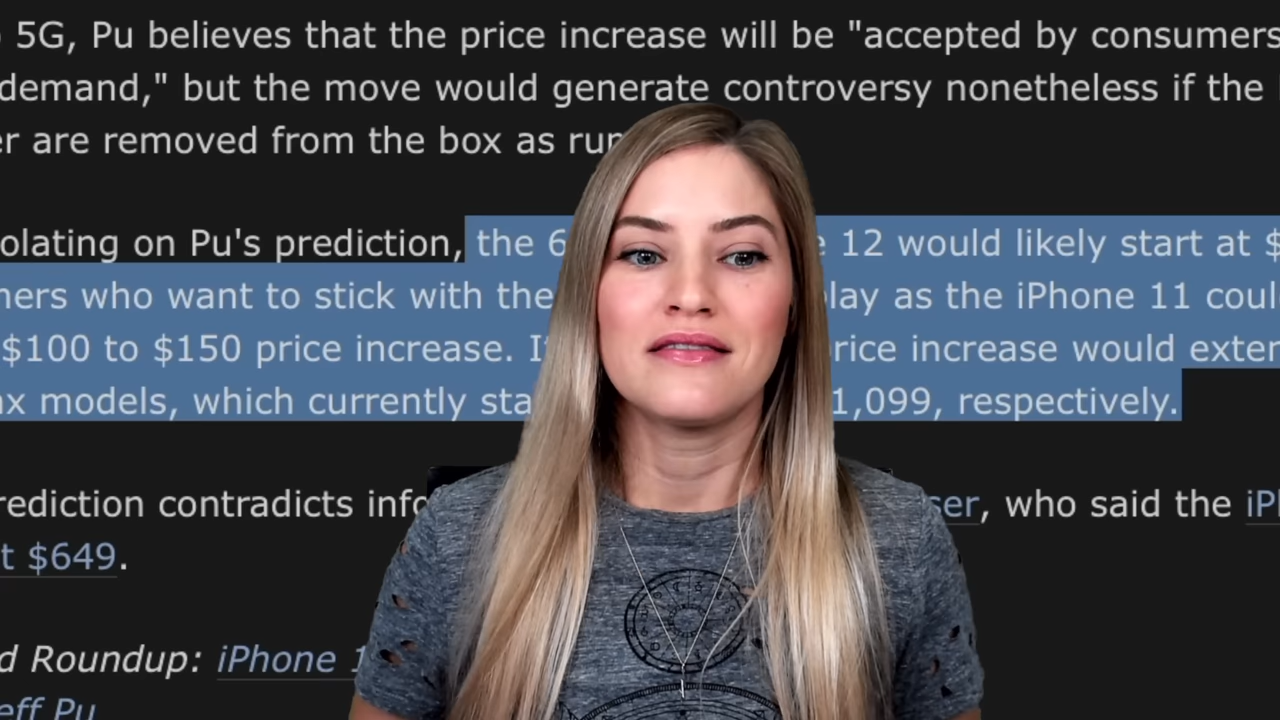 5G, Pu believes that the price increase will be "accepted by consumers
demand," but the move would generate controversy nonetheless if the
er are removed from the box as
olating on Pu's prediction, the 6 12 would likely start at $
ners who want to stick with the play as the iPhone 11 coul
$100 to $150 price increase. price increase would exten
ax models, which currently sta 1,099, respectively.
rediction contradicts info ser, who said the iP
t $649.
d Roundup: iPhone 1
eff Pu